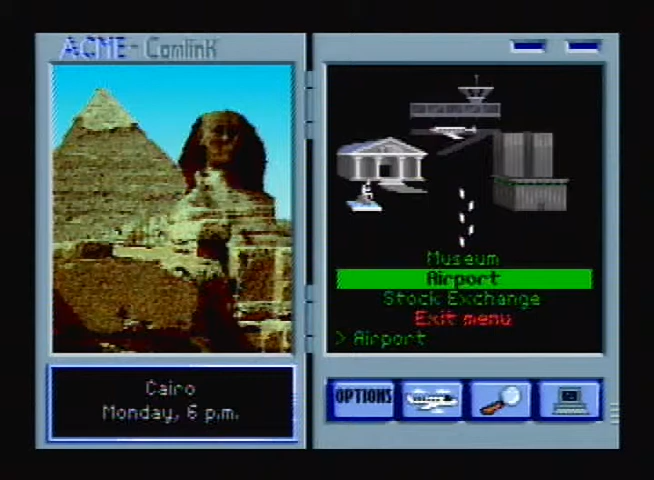 ACME-Comlink
Museum
Airport
Stock Exchange
Exit menu
> Airport
Cairo
Monday, 6 p.m.
OPTIONS